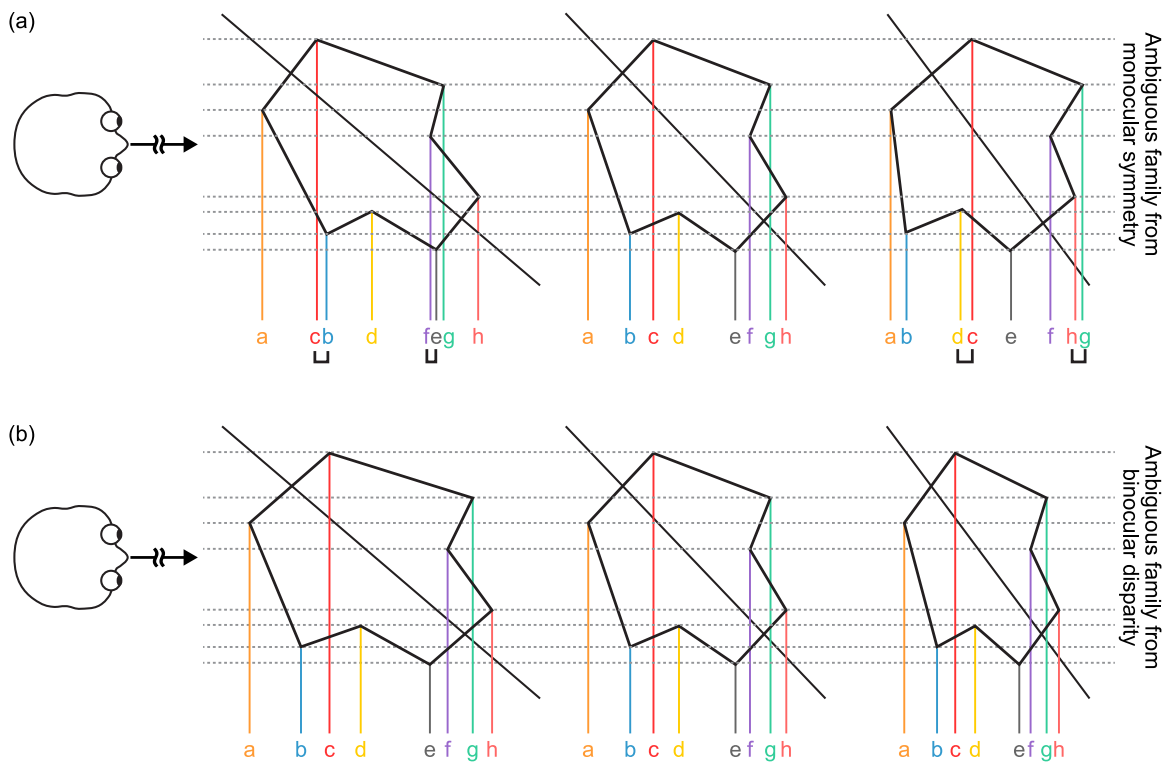 (a)
Ambiguous family from
monocular symmetry
a c b d f e g h
a b c d e f g h
a b d c e f h g
(b)
Ambiguous family from
binocular disparity
a b c d e f g h
a b c d e f g h
a b c d e f g h